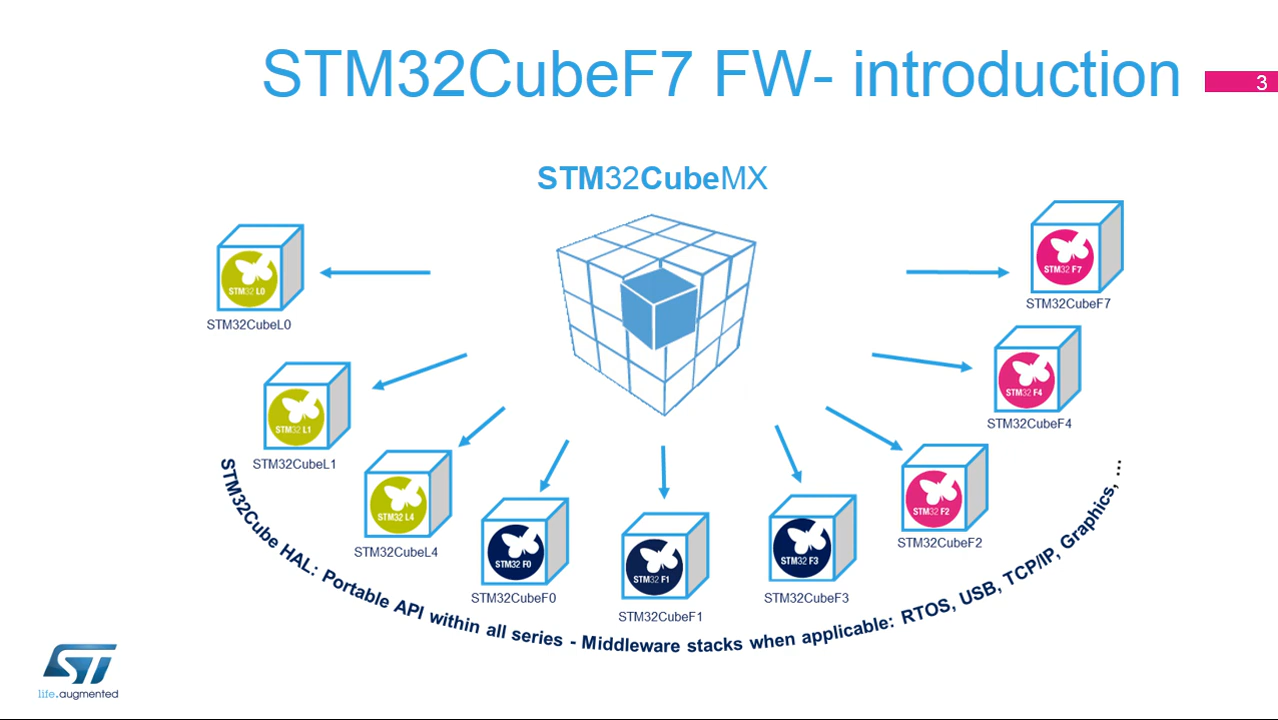 STM32CubeF7 FW- introduction
3
STM32CubeMX
STM32 L0
STM32CubeL0
STM32 L1
STM32CubeL1
STM32 L4
STM32CubeL4
STM32 F0
STM32CubeF0
STM32 F1
STM32CubeF1
STM32 F3
STM32CubeF3
STM32 F2
STM32CubeF2
STM32 F4
STM32CubeF4
STM32 F7
STM32CubeF7
STM32Cube HAL: Portable API within all series - Middleware stacks when applicable: RTOS, USB, TCP/IP, Graphics, ...
ST
life.augmented